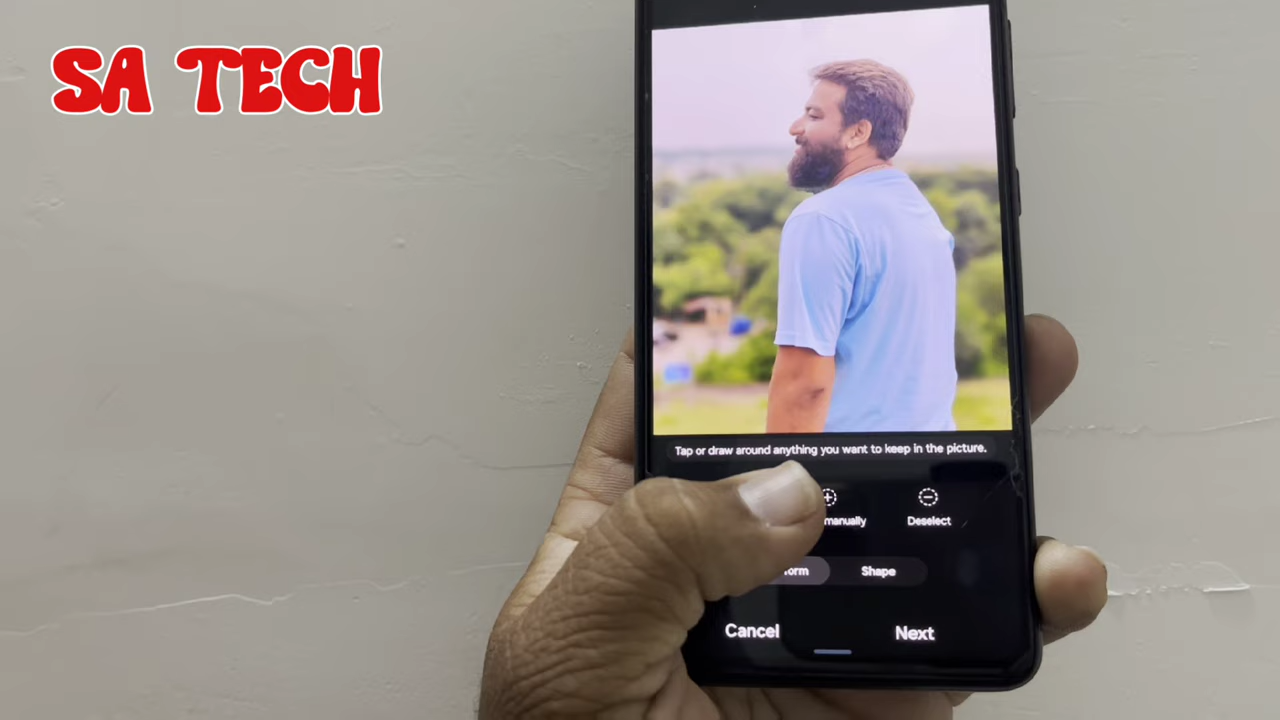 SA TECH
Tap or draw around anything you want to keep in the picture.
manually
Deselect
form
Shape
Cancel
Next